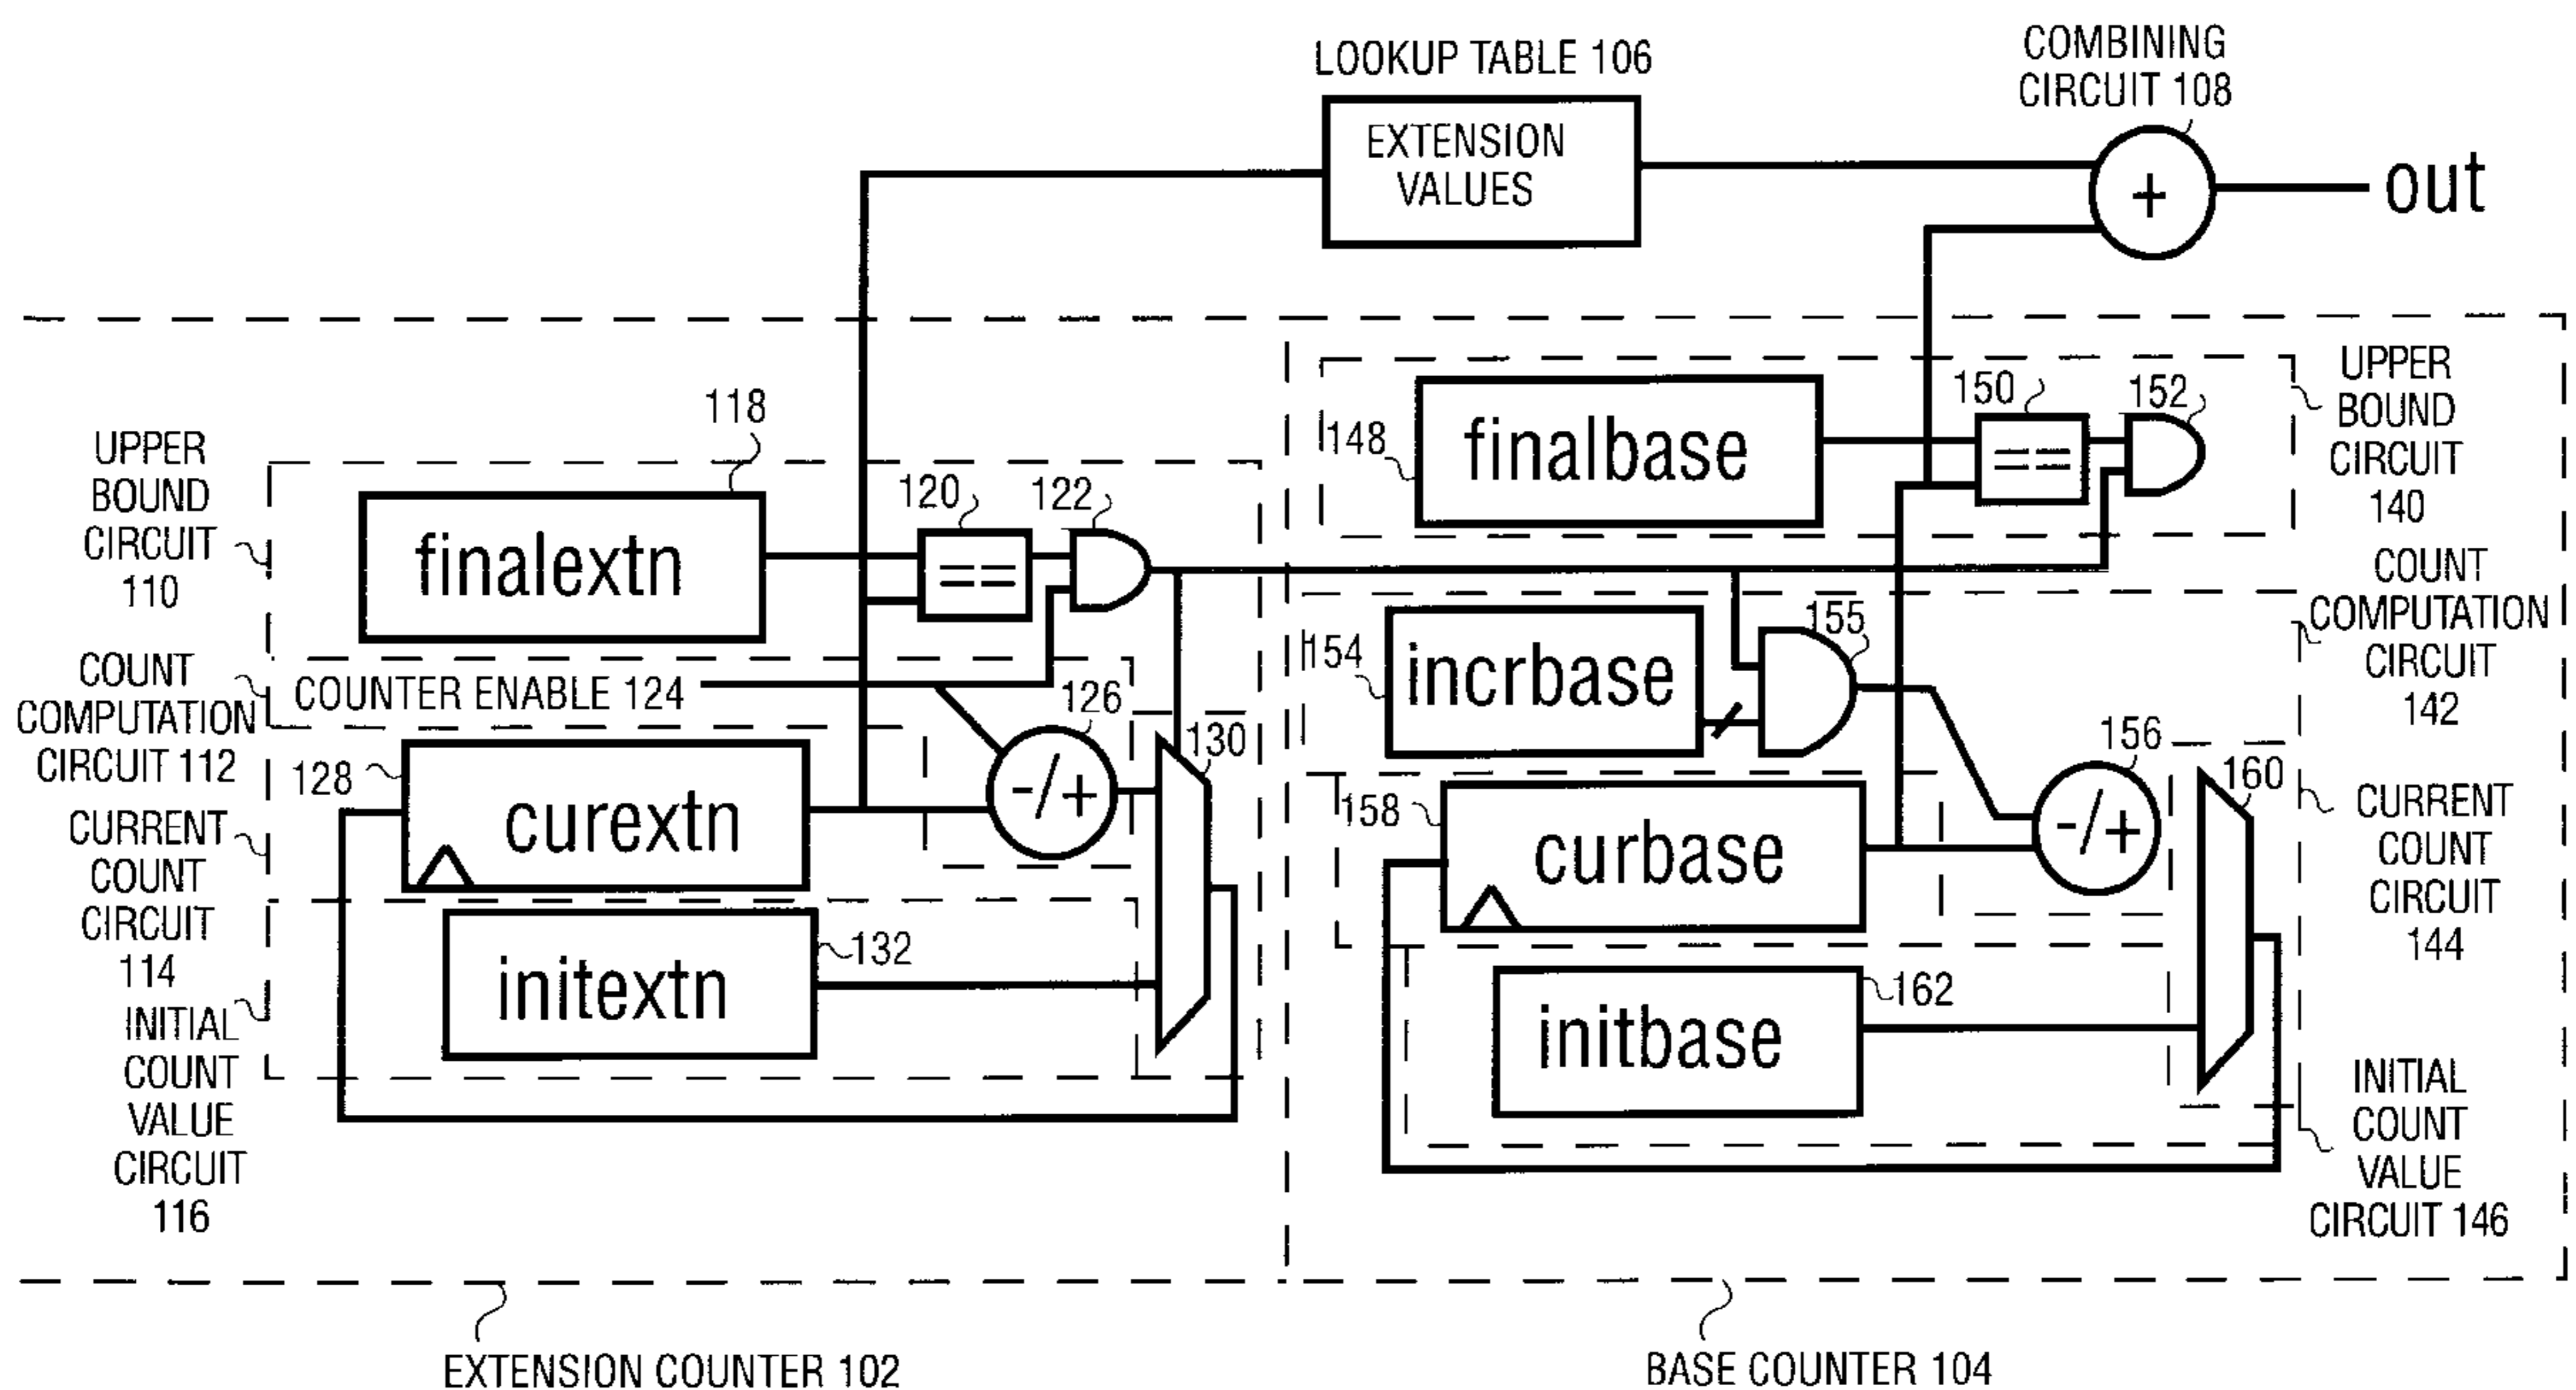 LOOKUP TABLE 106
COMBINING
CIRCUIT 108
EXTENSION
VALUES
+
out
UPPER
BOUND
CIRCUIT
110
118
finalextn
120
==
122
148
finalbase
150
==
152
UPPER
BOUND
CIRCUIT
140
COUNT
COMPUTATION
CIRCUIT 112
COUNTER ENABLE 124
126
-/+
130
154
incrbase
155
COUNT
COMPUTATION
CIRCUIT
142
128
curextn
CURRENT
COUNT
CIRCUIT
114
158
curbase
156
-/+
160
CURRENT
COUNT
CIRCUIT
144
132
initextn
INITIAL
COUNT
VALUE
CIRCUIT
116
162
initbase
INITIAL
COUNT
VALUE
CIRCUIT 146
EXTENSION COUNTER 102
BASE COUNTER 104